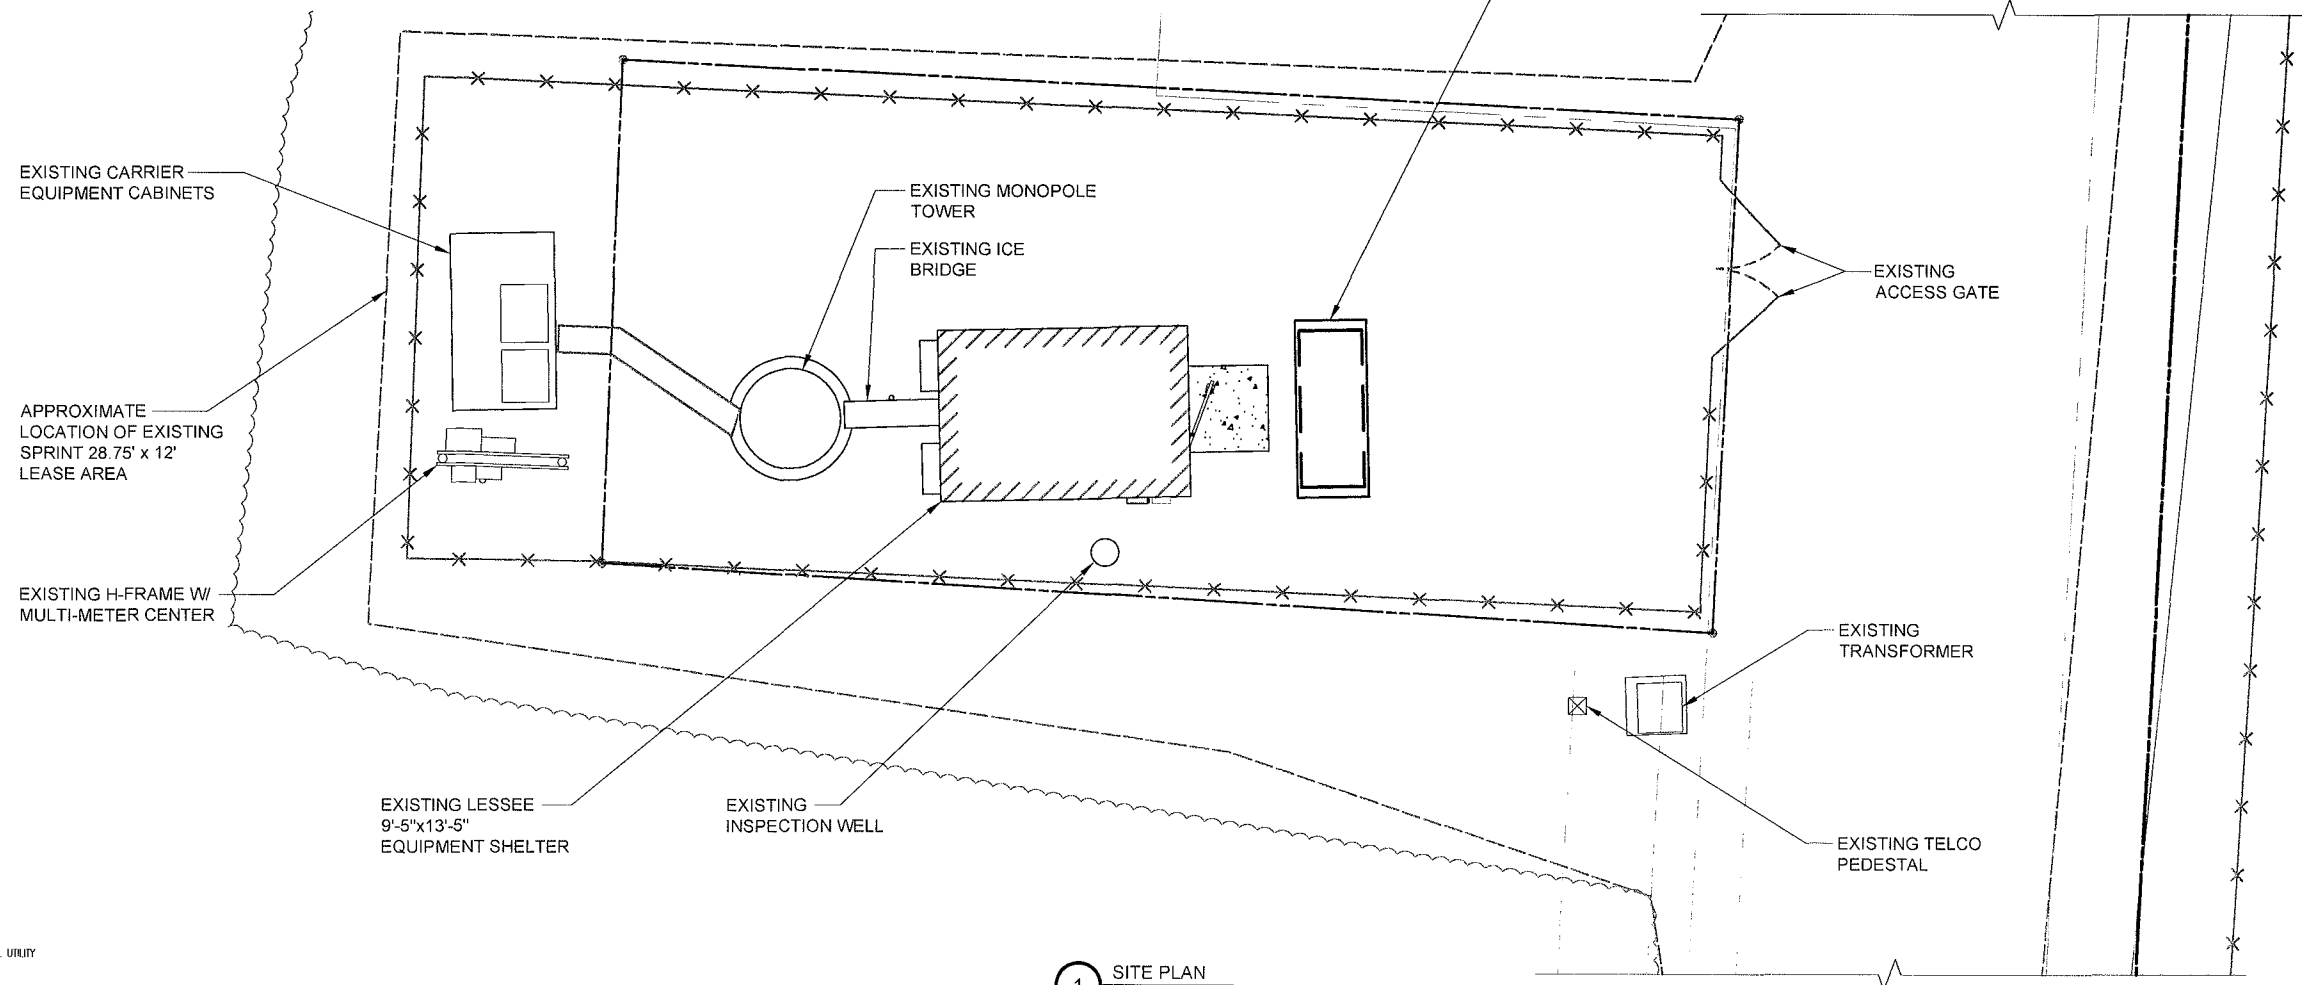 EXISTING CARRIER
EQUIPMENT CABINETS
EXISTING MONOPOLE
TOWER
EXISTING ICE
BRIDGE
EXISTING
ACCESS GATE
APPROXIMATE
LOCATION OF EXISTING
SPRINT 28.75' x 12'
LEASE AREA
EXISTING H-FRAME W/
MULTI-METER CENTER
EXISTING
TRANSFORMER
EXISTING LESSEE
9'-5"x13'-5"
EQUIPMENT SHELTER
EXISTING
INSPECTION WELL
EXISTING TELCO
PEDESTAL
UTILITY
1
SITE PLAN